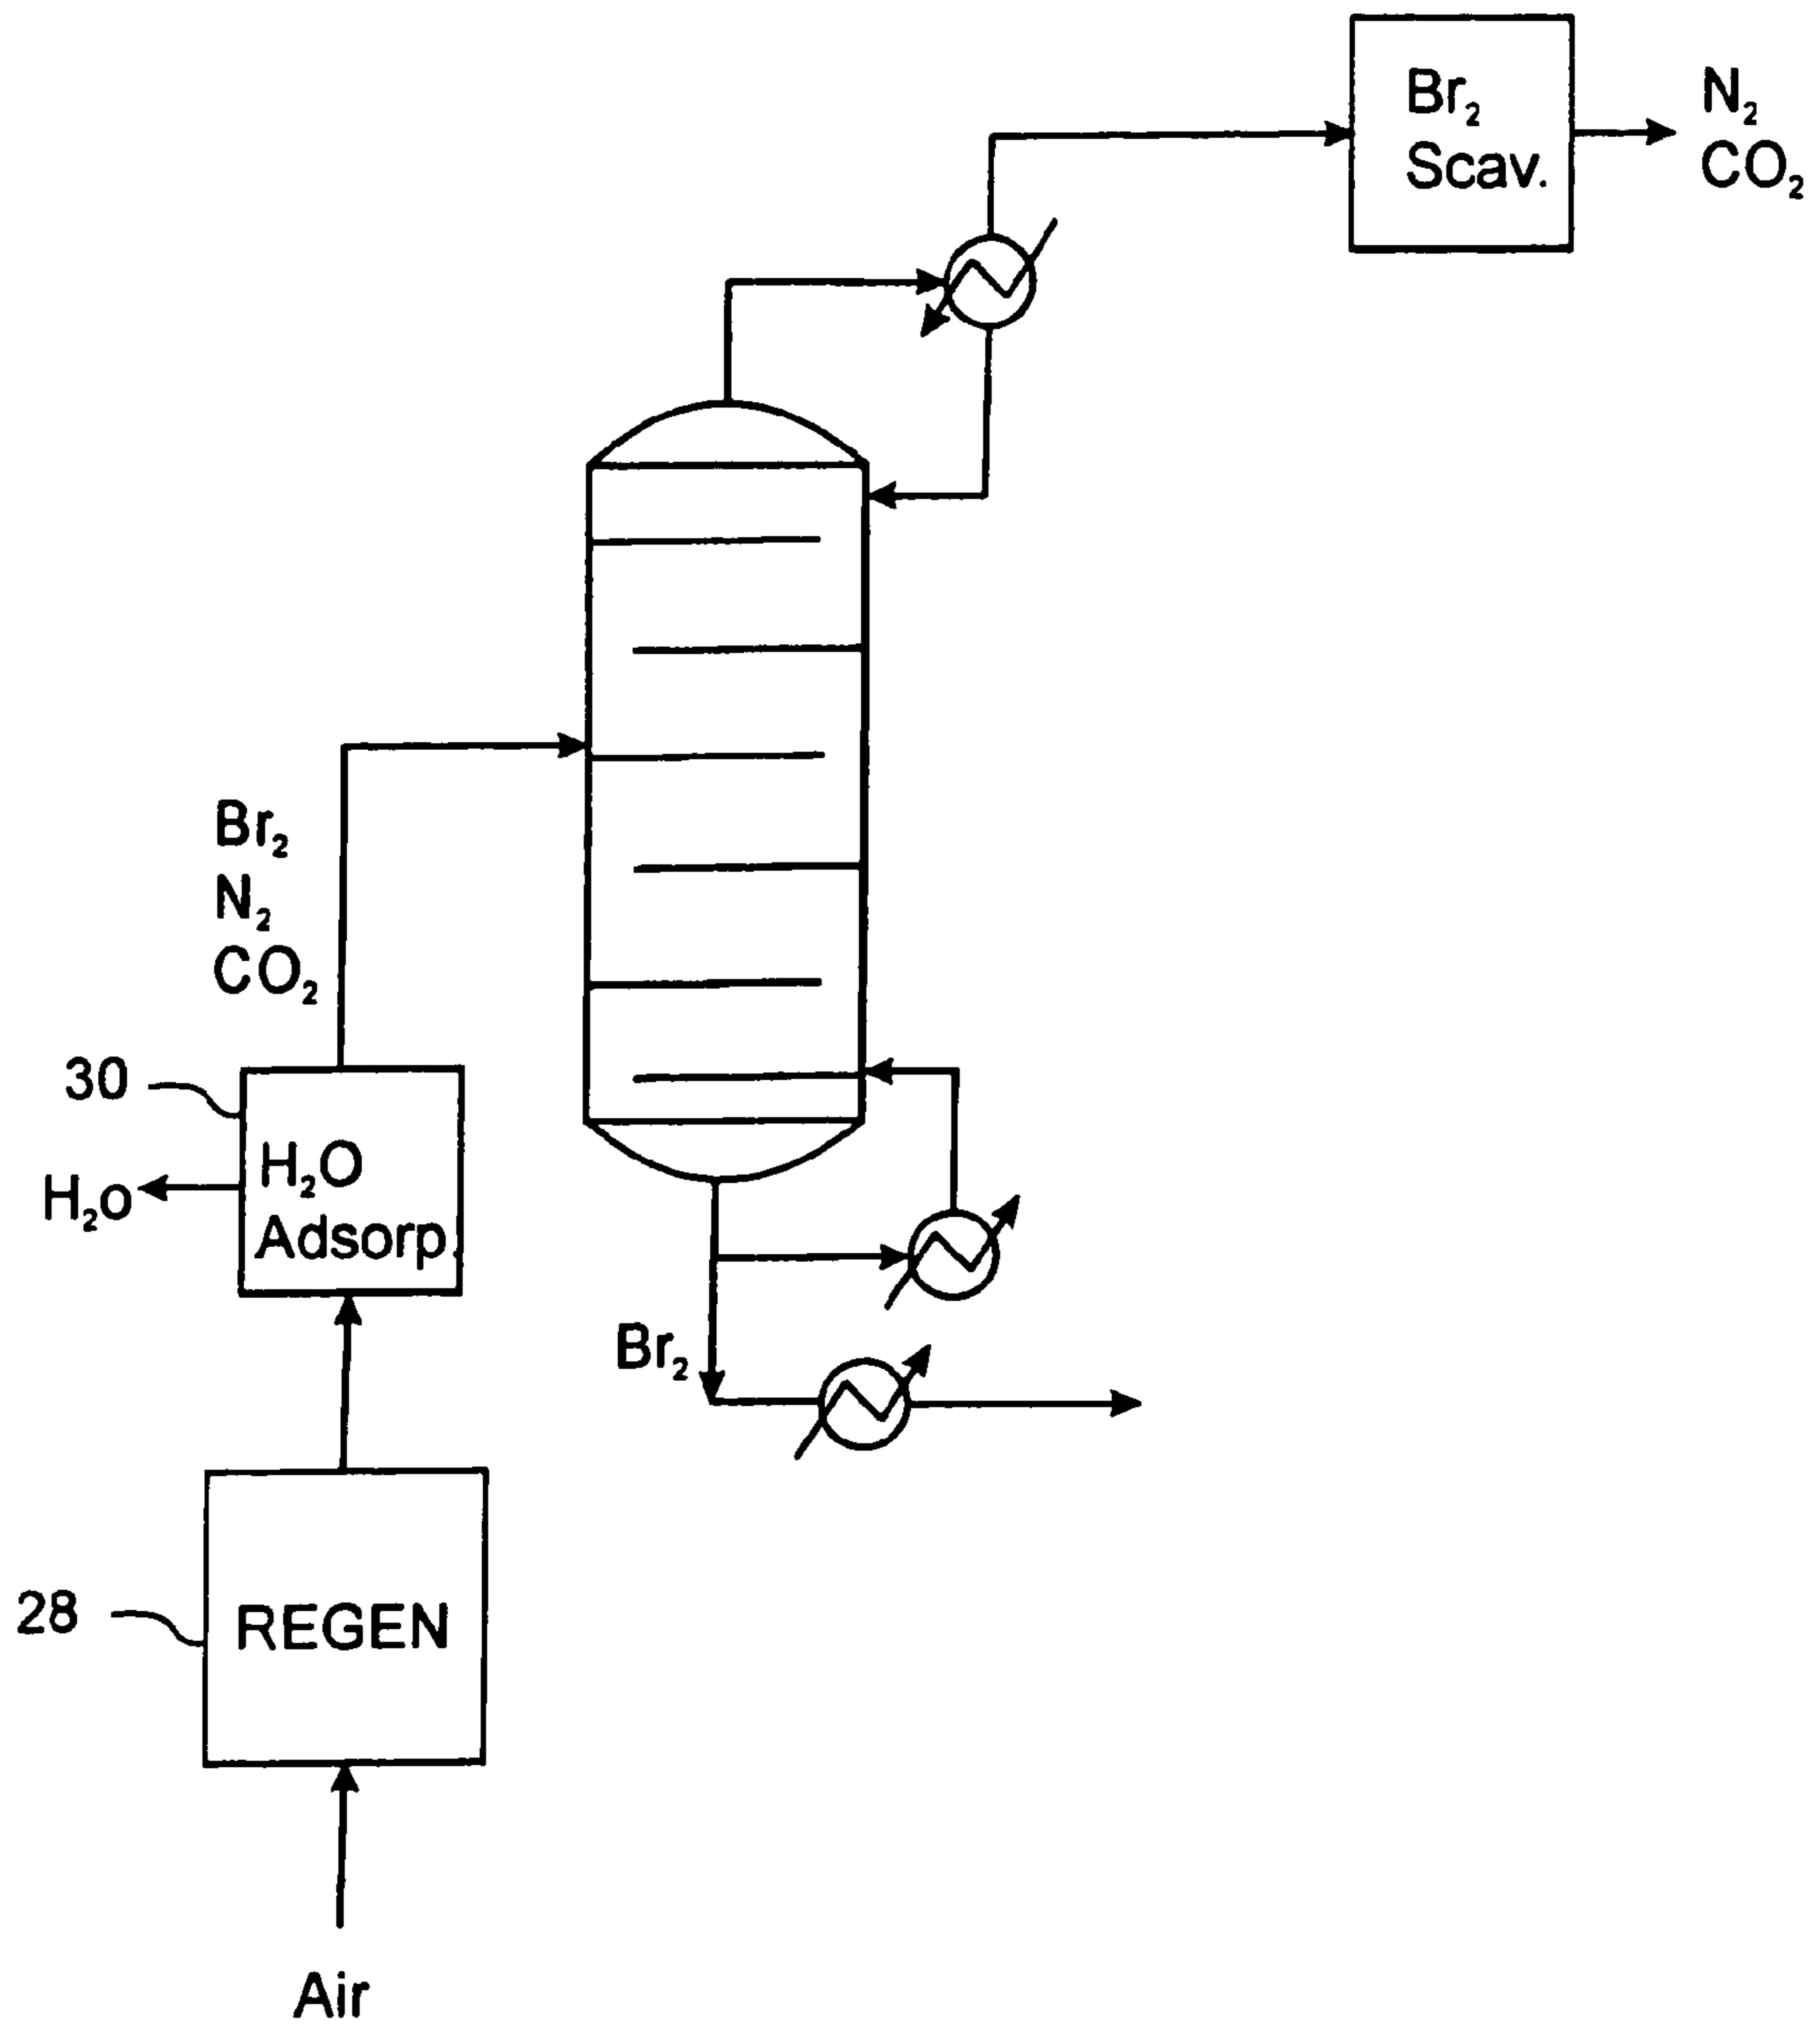 Br₂
Scav.
N₂
CO₂
Br₂
N₂
CO₂
30
H₂O
Adsorp.
H₂o
Br₂
28
REGEN
Air